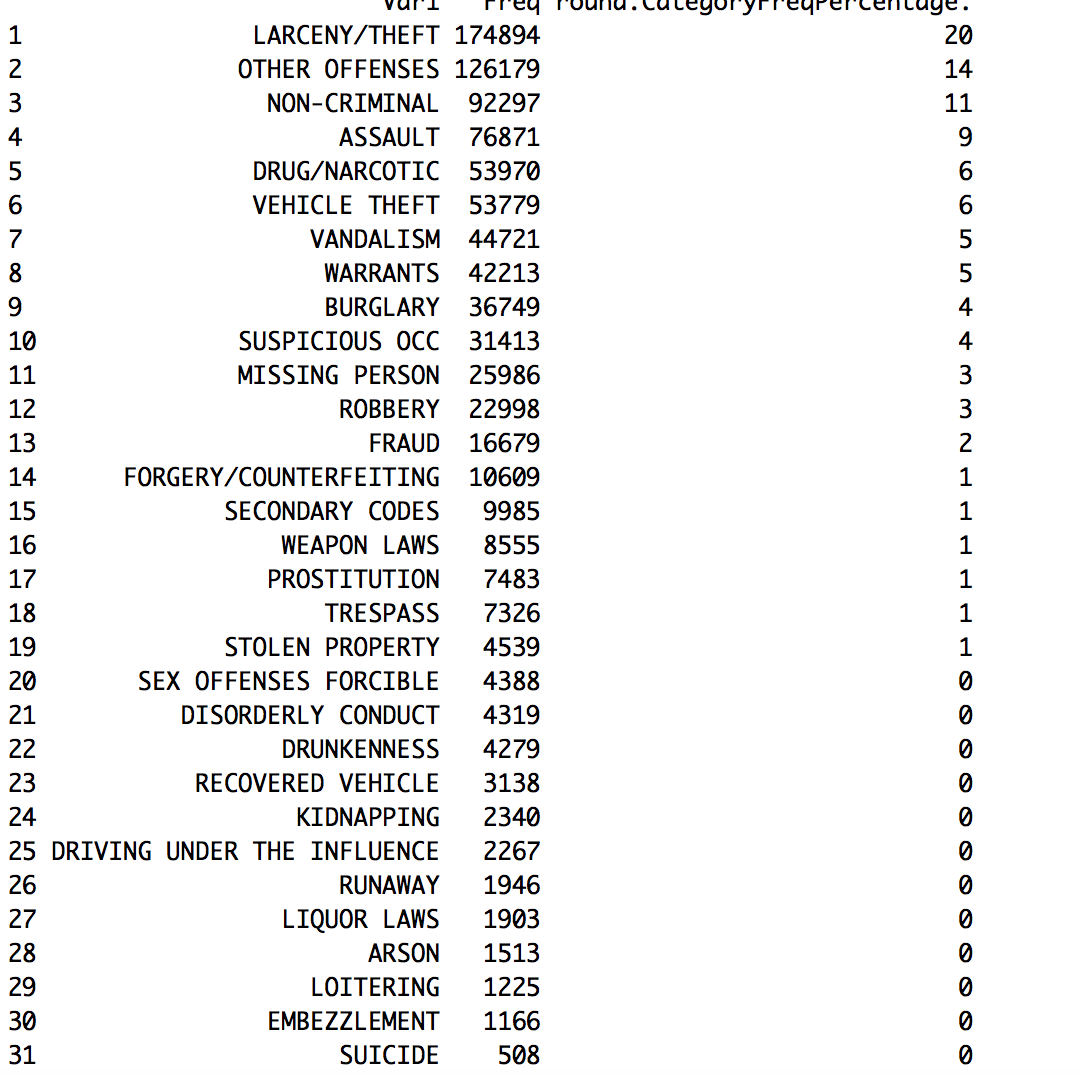 Var1 Freq round.CategoryFreqPercentage.
1 LARCENY/THEFT 174894 20
2 OTHER OFFENSES 126179 14
3 NON-CRIMINAL 92297 11
4 ASSAULT 76871 9
5 DRUG/NARCOTIC 53970 6
6 VEHICLE THEFT 53779 6
7 VANDALISM 44721 5
8 WARRANTS 42213 5
9 BURGLARY 36749 4
10 SUSPICIOUS OCC 31413 4
11 MISSING PERSON 25986 3
12 ROBBERY 22998 3
13 FRAUD 16679 2
14 FORGERY/COUNTERFEITING 10609 1
15 SECONDARY CODES 9985 1
16 WEAPON LAWS 8555 1
17 PROSTITUTION 7483 1
18 TRESPASS 7326 1
19 STOLEN PROPERTY 4539 1
20 SEX OFFENSES FORCIBLE 4388 0
21 DISORDERLY CONDUCT 4319 0
22 DRUNKENNESS 4279 0
23 RECOVERED VEHICLE 3138 0
24 KIDNAPPING 2340 0
25 DRIVING UNDER THE INFLUENCE 2267 0
26 RUNAWAY 1946 0
27 LIQUOR LAWS 1903 0
28 ARSON 1513 0
29 LOITERING 1225 0
30 EMBEZZLEMENT 1166 0
31 SUICIDE 508 0